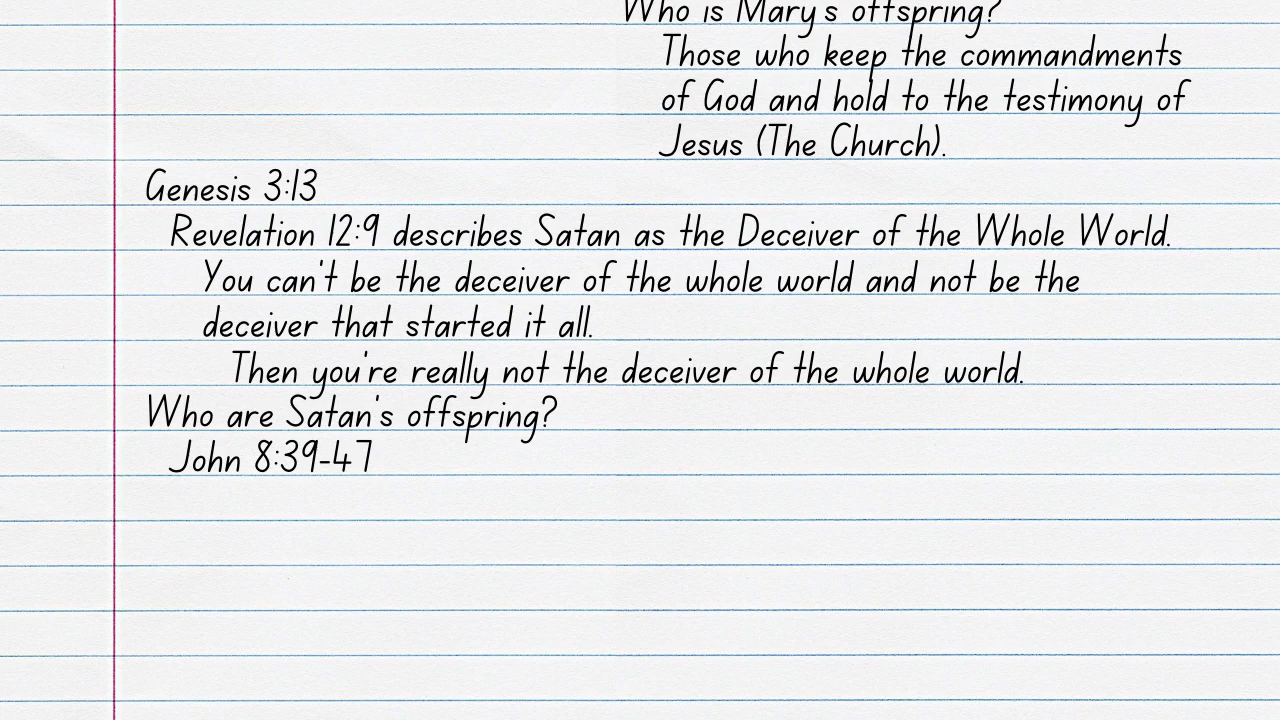 Who is Mary's offspring?
Those who keep the commandments
of God and hold to the testimony of
Jesus (The Church).
Genesis 3:13
Revelation 12:9 describes Satan as the Deceiver of the Whole World.
You can't be the deceiver of the whole world and not be the
deceiver that started it all.
Then you're really not the deceiver of the whole world.
Who are Satan's offspring?
John 8:39-47